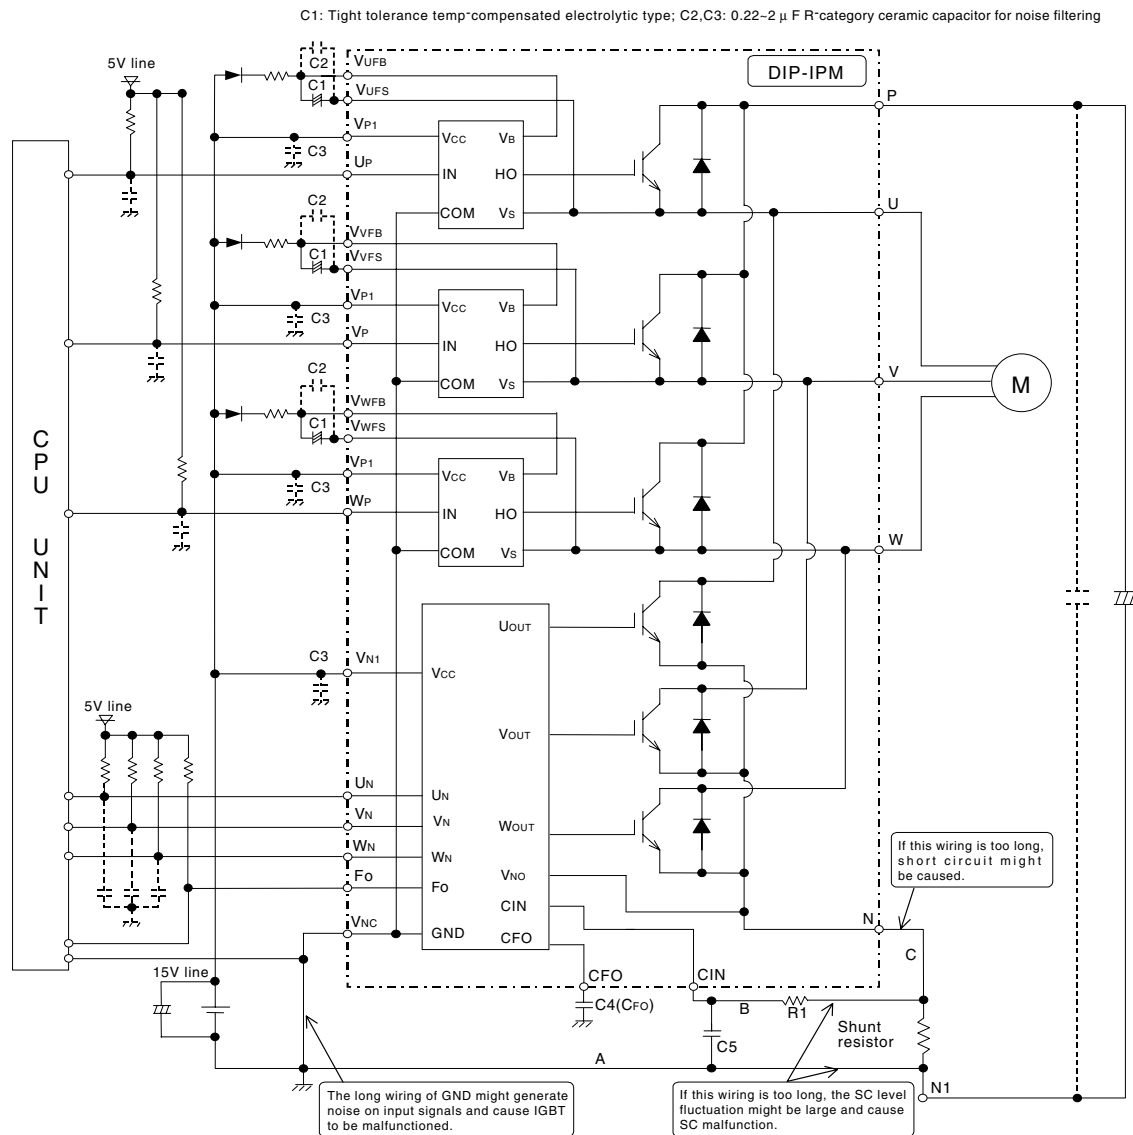 C1: Tight tolerance temp-compensated electrolytic type; C2,C3: 0.22~2 μ F R-category ceramic capacitor for noise filtering
5V line
C2
VUFB
DIP-IPM
C1
VUFS
P
VP1
VCC
VB
C3
UP
IN
HO
COM
VS
U
C2
VVFB
C1
VVFS
VP1
VCC
VB
C3
VP
IN
HO
COM
VS
V
M
C2
VWFB
C1
VWFS
VP1
VCC
VB
C3
WP
IN
HO
COM
VS
W
CPU UNIT
UOUT
C3
VN1
VCC
5V line
VOUT
UN
UN
VN
VN
WOUT
WN
WN
VNO
FO
FO
CIN
VNC
GND
CFO
If this wiring is too long,
short circuit might
be caused.
N
C
15V line
CFO
CIN
C4(CFO)
B
R1
Shunt
resistor
C5
A
N1
The long wiring of GND might generate
noise on input signals and cause IGBT
to be malfunctioned.
If this wiring is too long, the SC level
fluctuation might be large and cause
SC malfunction.